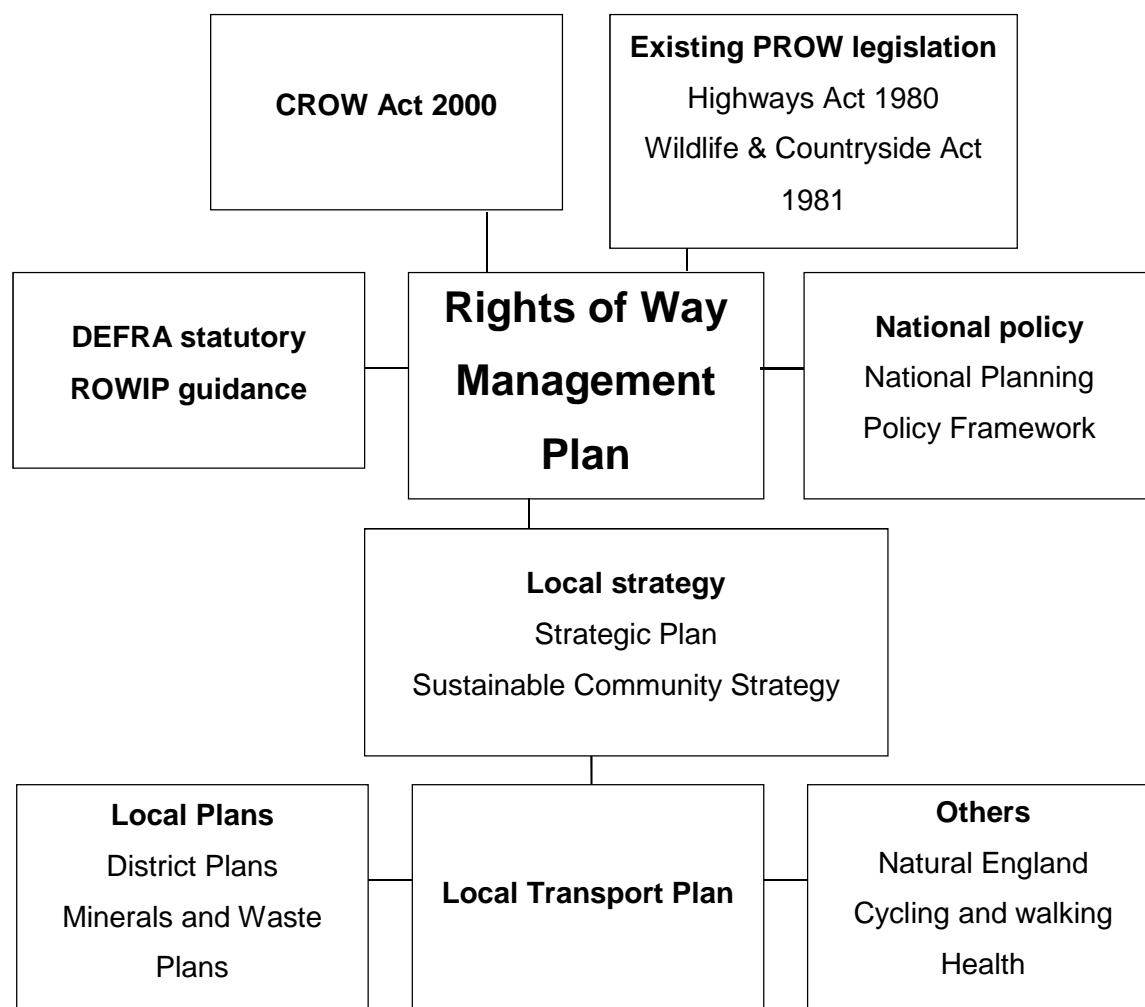 CROW Act 2000
Existing PROW legislation
Highways Act 1980
Wildlife & Countryside Act
1981
DEFRA statutory
ROWIP guidance
Rights of Way
Management
Plan
National policy
National Planning
Policy Framework
Local strategy
Strategic Plan
Sustainable Community Strategy
Local Plans
District Plans
Minerals and Waste
Plans
Local Transport Plan
Others
Natural England
Cycling and walking
Health